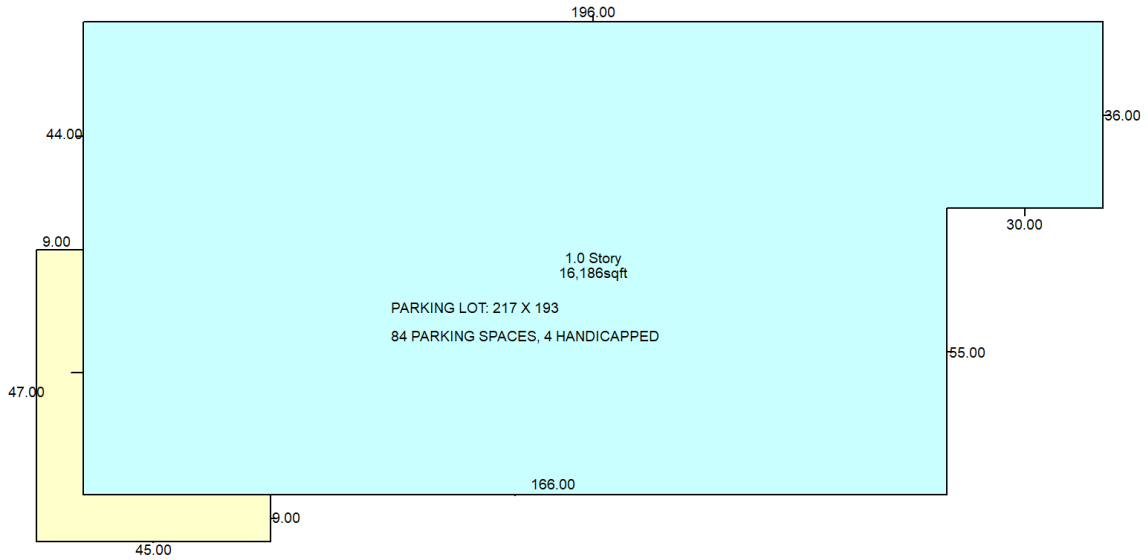 196.00
36.00
44.00
30.00
9.00
1.0 Story
16,186sqft
PARKING LOT: 217 X 193
84 PARKING SPACES, 4 HANDICAPPED
55.00
47.00
166.00
9.00
45.00